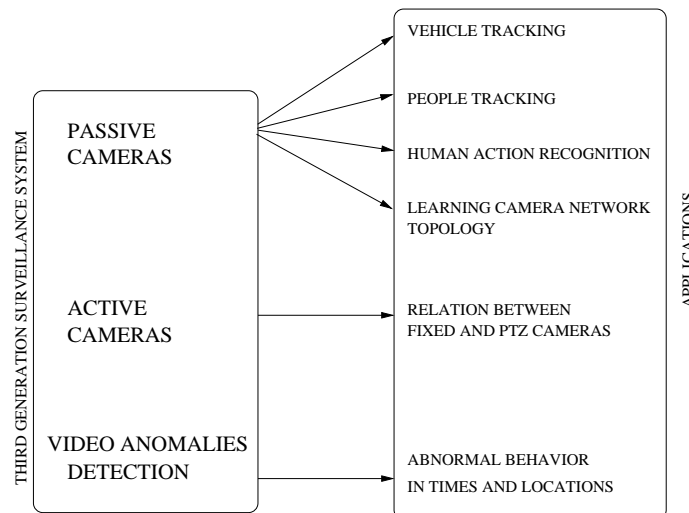 THIRD GENERATION SURVEILLANCE SYSTEM
PASSIVE
CAMERAS
ACTIVE
CAMERAS
VIDEO ANOMALIES
DETECTION
VEHICLE TRACKING
PEOPLE TRACKING
HUMAN ACTION RECOGNITION
LEARNING CAMERA NETWORK
TOPOLOGY
RELATION BETWEEN
FIXED AND PTZ CAMERAS
ABNORMAL BEHAVIOR
IN TIMES AND LOCATIONS
APPLICATIONS